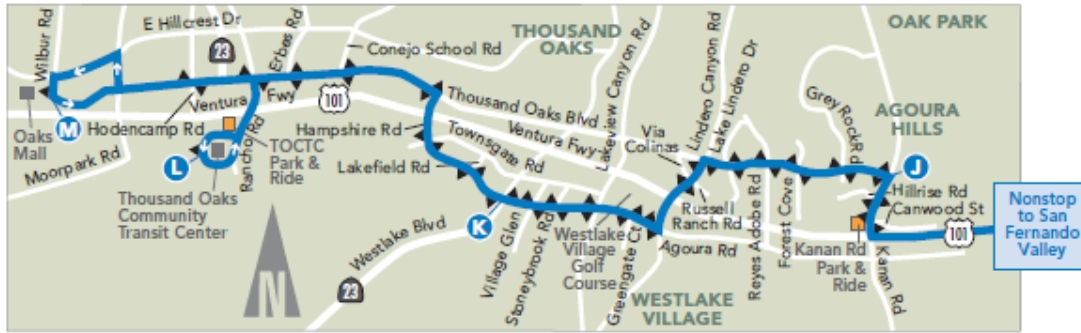 E Hillcrest Dr
Wilbur Rd
23
Erbes Rd
Conejo School Rd
THOUSAND
OAKS
OAK PARK
Lakeview Canyon Rd
Lindero Canyon Rd
Lake Lindero Dr
Grey Rock Rd
AGOURA
HILLS
Ventura
Fwy
101
Thousand Oaks Blvd
Ventura Fwy
Via
Colinas
M
Hodencamp Rd
Oaks
Mall
Moorpark Rd
Rancho Rd
TOCTC
Park &
Ride
L
Thousand Oaks
Community
Transit Center
Hampshire Rd
Townsgate Rd
Lakefield Rd
J
Hillrise Rd
Canwood St
Nonstop
to San
Fernando
Valley
101
Russell
Ranch Rd
Reyes Adobe Rd
Forest Cove
Kanan Rd
Park &
Ride
Kanan Rd
N
Westlake Blvd
23
K
Village Glen
Stoneybrook Rd
Westlake
Village
Golf
Course
Greengate Ct
Agoura Rd
WESTLAKE
VILLAGE